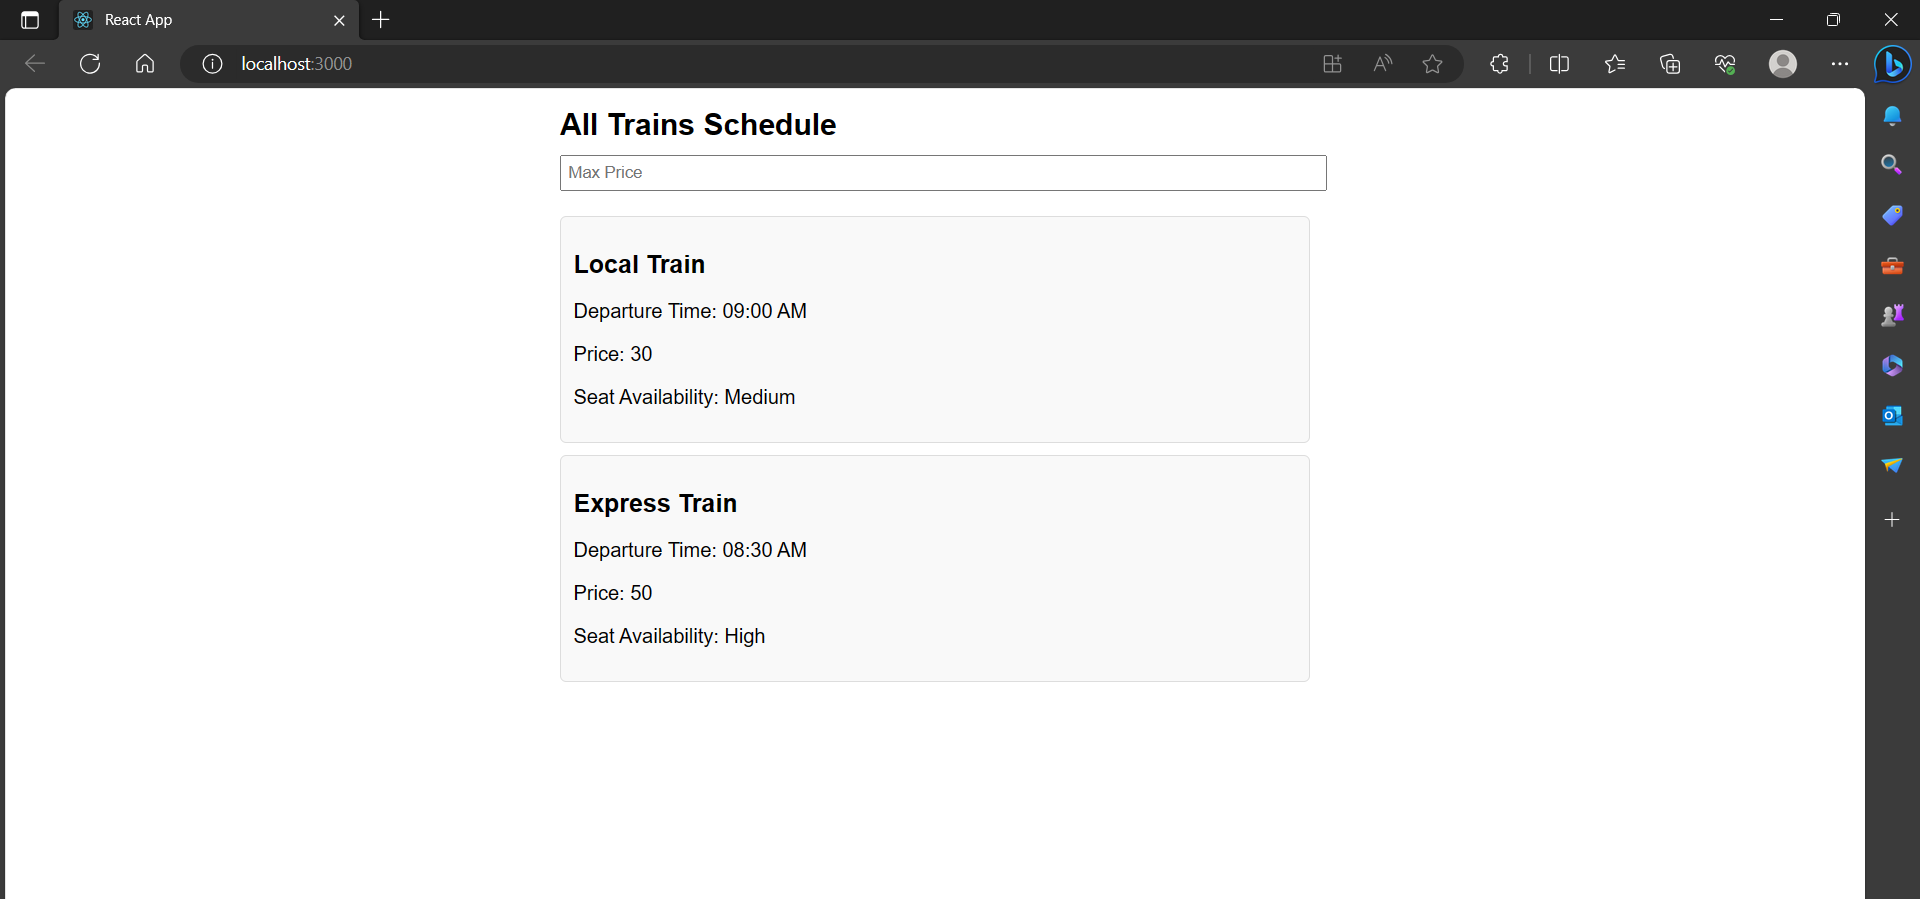 React App
localhost:3000
All Trains Schedule
Max Price
Local Train
Departure Time: 09:00 AM
Price: 30
Seat Availability: Medium
Express Train
Departure Time: 08:30 AM
Price: 50
Seat Availability: High